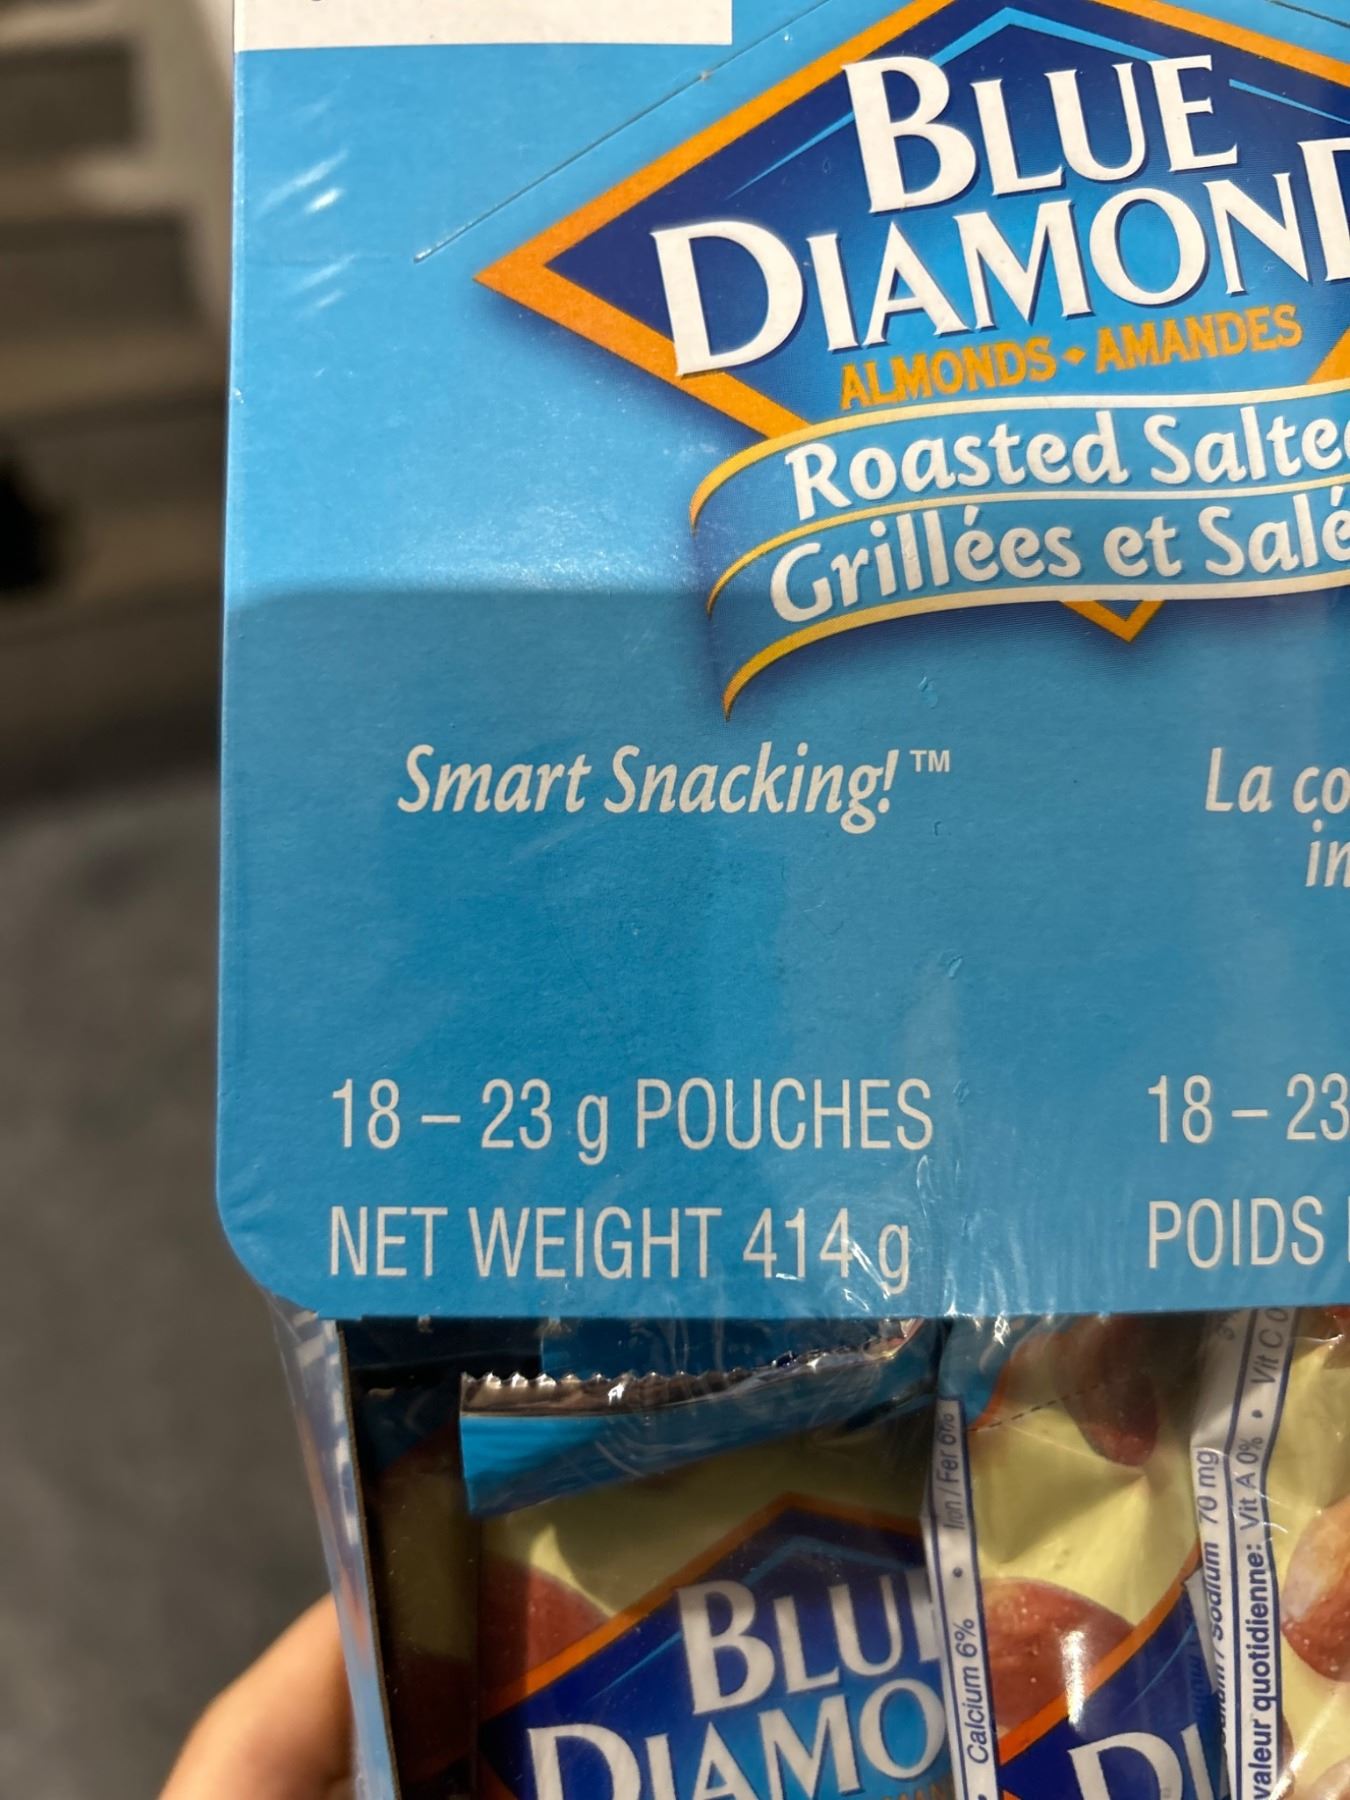 BLUE
DIAMOND
ALMONDS • AMANDES
Roasted Salted
Grillées et Salé
Smart Snacking!™
La co
in
18 – 23 g POUCHES
18 – 23
NET WEIGHT 414 g
POIDS
BLUE
DIAMO
Iron / Fer 6% • Calcium 6% •
Sodium 70 mg
valeur quotidienne: Vit A 0% • Vit C 0
DI